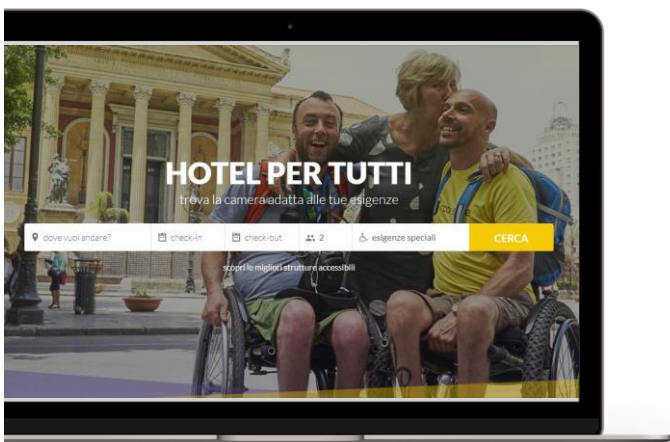 HOTEL PER TUTTI
trova la camera adatta alle tue esigenze
dove vuoi andare?
check-in
check-out
2
esigenze speciali
CERCA
scopri le migliori strutture accessibili